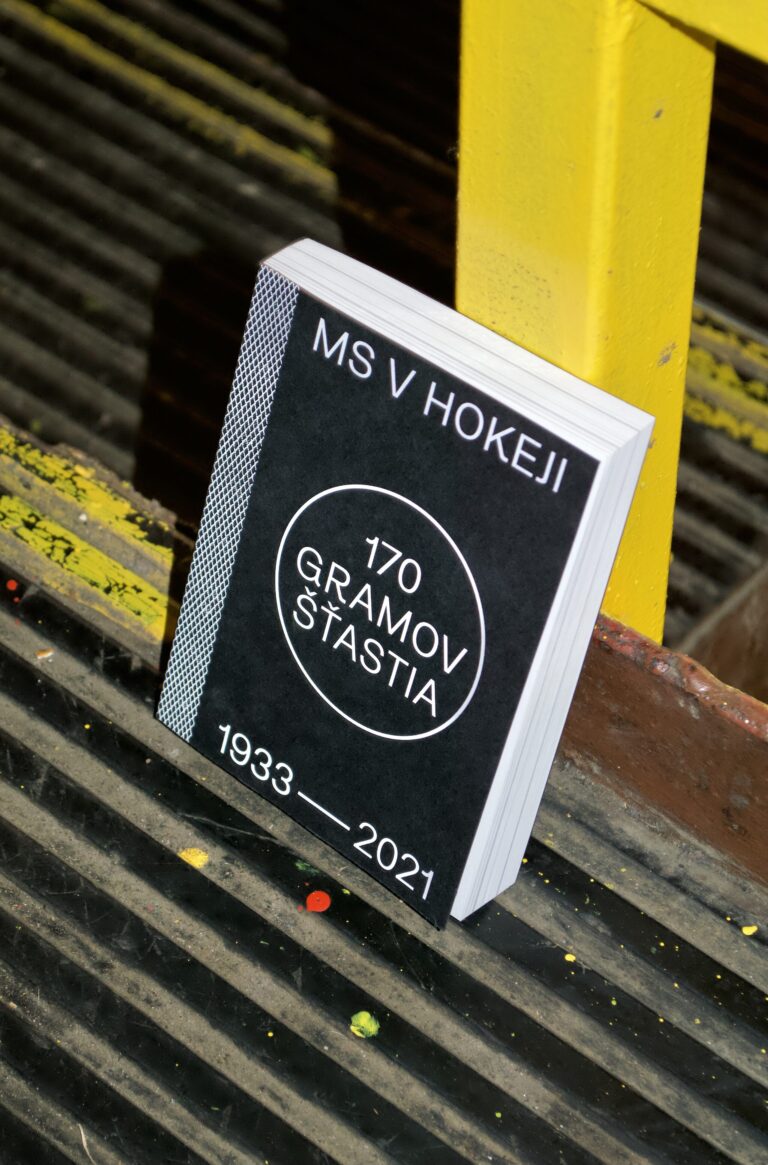 MS V HOKEJI
170
GRAMOV
ŠŤASTIA
1933—2021